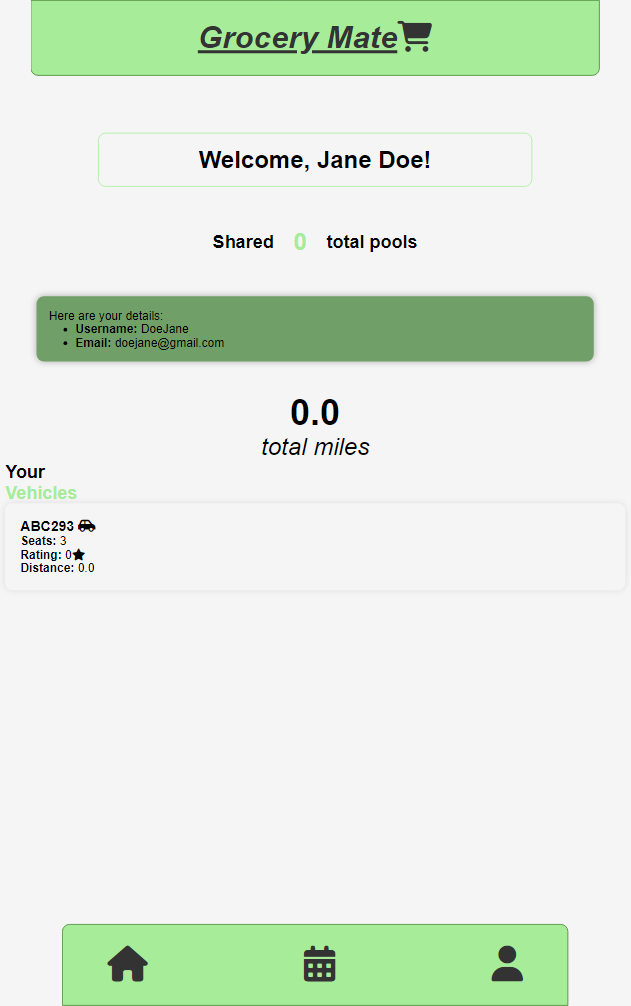 Grocery Mate
Welcome, Jane Doe!
Shared 0 total pools
Here are your details:
Username: DoeJane
Email: doejane@gmail.com
0.0
total miles
Your
Vehicles
ABC293
Seats: 3
Rating: 0
Distance: 0.0